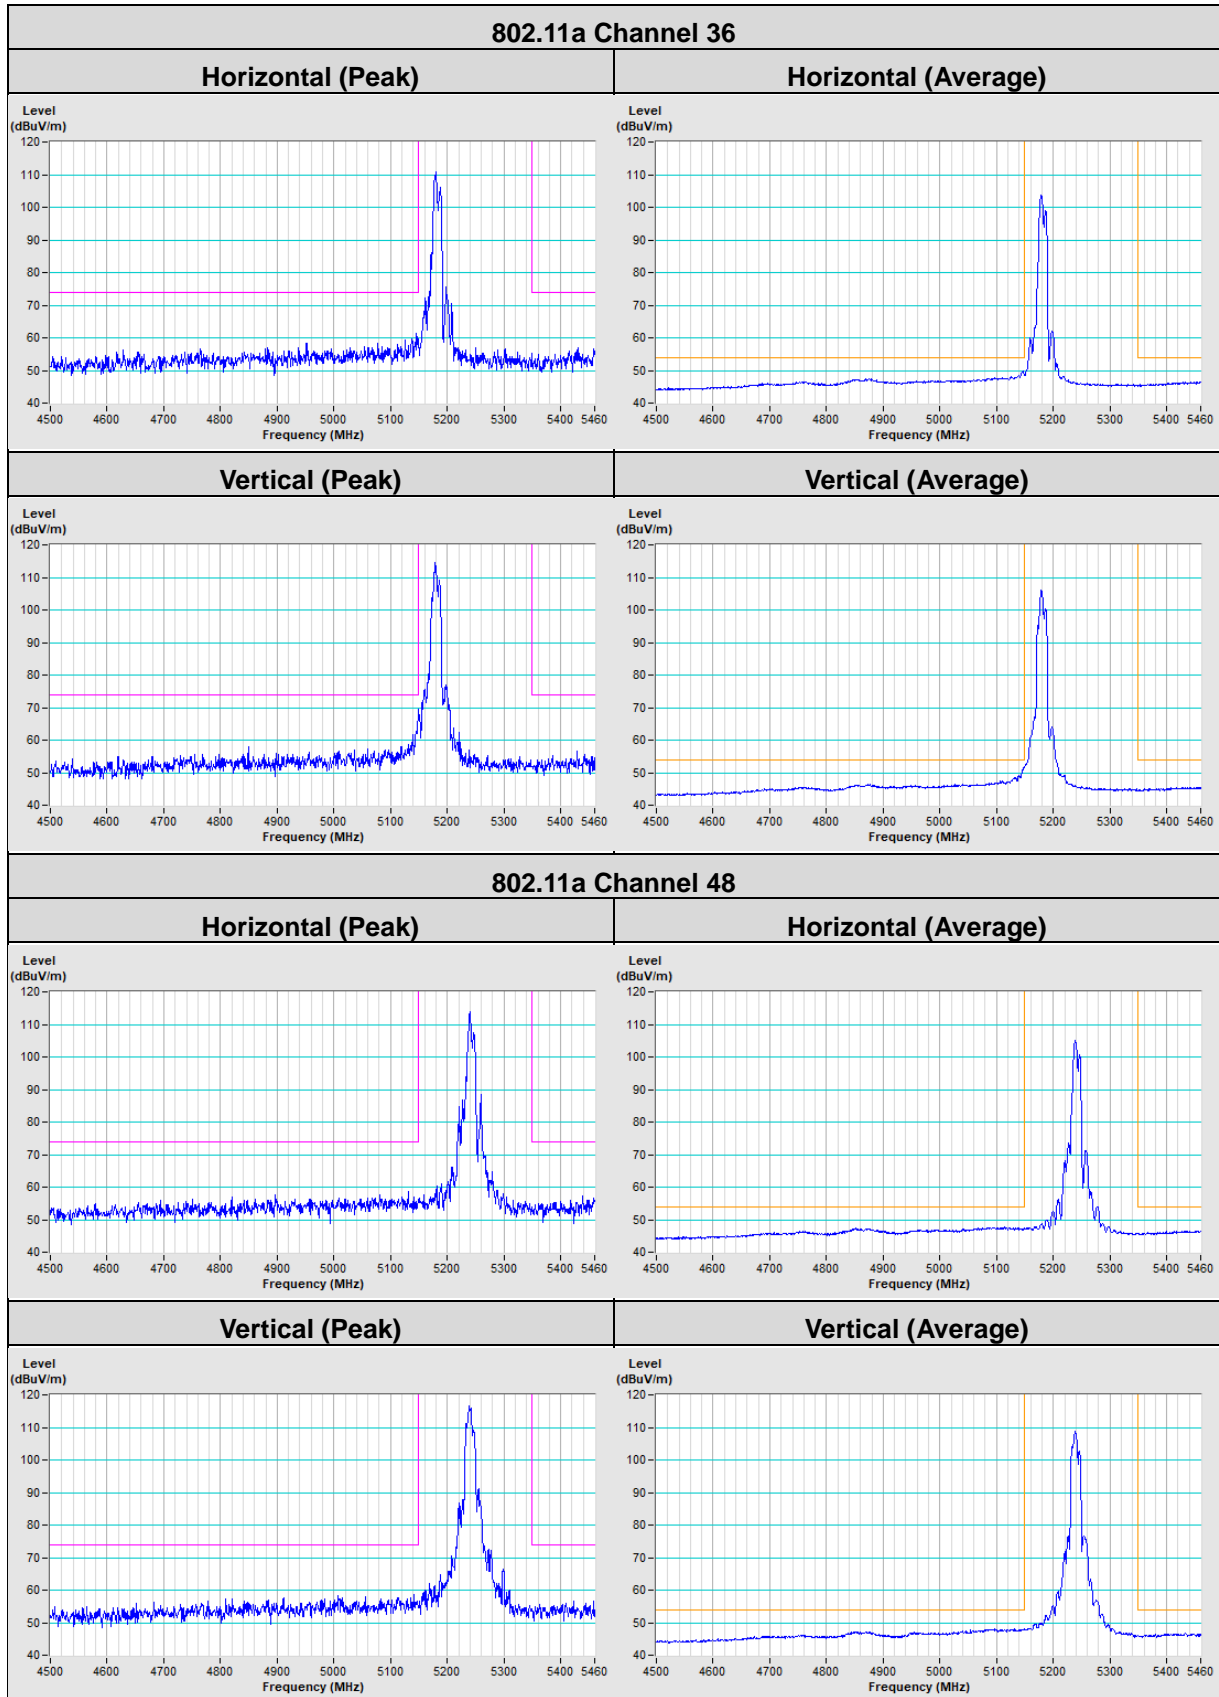 802.11a Channel 36
Horizontal (Peak) Horizontal (Average)
Level Level
(dBuV/m) (dBuV/m)
120 120
110 110
100 100
90 90
80 80
70 70
60 60
50 50
40 40
4500 4600 4700 4800 4900 5000 5100 5200 5300 5400 5460 4500 4600 4700 4800 4900 5000 5100 5200 5300 5400 5460
Frequency (MHz) Frequency (MHz)
Vertical (Peak) Vertical (Average)
Level Level
(dBuV/m) (dBuV/m)
120 120
110 110
100 100
90 90
80 80
70 70
60 60
50 50
40 40
4500 4600 4700 4800 4900 5000 5100 5200 5300 5400 5460 4500 4600 4700 4800 4900 5000 5100 5200 5300 5400 5460
Frequency (MHz) Frequency (MHz)
802.11a Channel 48
Horizontal (Peak) Horizontal (Average)
Level Level
(dBuV/m) (dBuV/m)
120 120
110 110
100 100
90 90
80 80
70 70
60 60
50 50
40 40
4500 4600 4700 4800 4900 5000 5100 5200 5300 5400 5460 4500 4600 4700 4800 4900 5000 5100 5200 5300 5400 5460
Frequency (MHz) Frequency (MHz)
Vertical (Peak) Vertical (Average)
Level Level
(dBuV/m) (dBuV/m)
120 120
110 110
100 100
90 90
80 80
70 70
60 60
50 50
40 40
4500 4600 4700 4800 4900 5000 5100 5200 5300 5400 5460 4500 4600 4700 4800 4900 5000 5100 5200 5300 5400 5460
Frequency (MHz) Frequency (MHz)